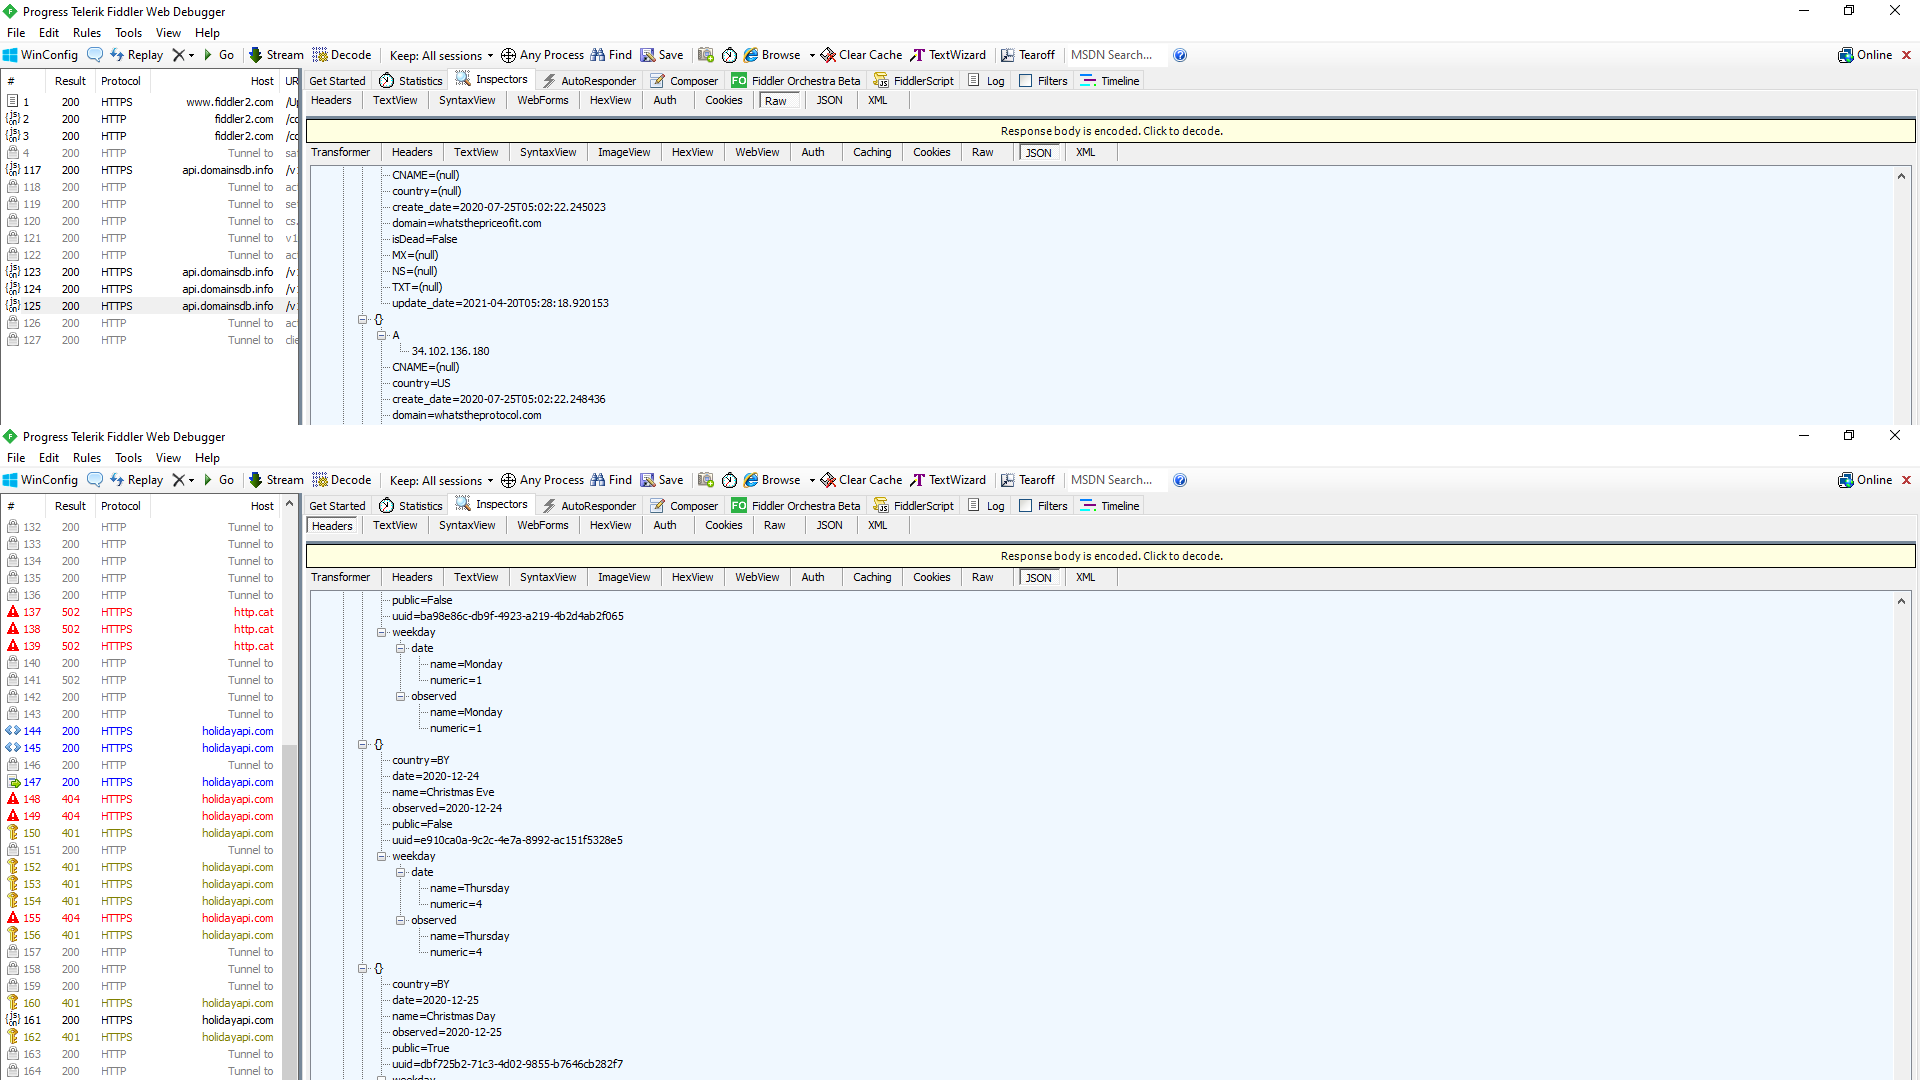 Progress Telerik Fiddler Web Debugger
File Edit Rules Tools View Help
WinConfig Replay Go Stream Decode Keep: All sessions Any Process Find Save Browse Clear Cache TextWizard Tearoff MSDN Search... Online
# Result Protocol Host UR
Get Started Statistics Inspectors AutoResponder Composer Fiddler Orchestra Beta FiddlerScript Log Filters Timeline
Headers TextView SyntaxView WebForms HexView Auth Cookies Raw JSON XML
Response body is encoded. Click to decode.
Transformer Headers TextView SyntaxView ImageView HexView WebView Auth Caching Cookies Raw JSON XML
1 200 HTTPS www.fiddler2.com /Up
2 200 HTTP fiddler2.com /co
3 200 HTTP fiddler2.com /co
4 200 HTTP Tunnel to
117 200 HTTPS api.domainsdb.info /v
118 200 HTTP Tunnel to
119 200 HTTP Tunnel to
120 200 HTTP Tunnel to cs.
121 200 HTTP Tunnel to v1
122 200 HTTP Tunnel to
123 200 HTTPS api.domainsdb.info /v
124 200 HTTPS api.domainsdb.info /v
125 200 HTTPS api.domainsdb.info /v
126 200 HTTP Tunnel to
127 200 HTTP Tunnel to
CNAME=(null)
country=(null)
create_date=2020-07-25T05:02:22.245023
domain=whatsthepriceofit.com
isDead=False
MX=(null)
NS=(null)
TXT=(null)
update_date=2021-04-20T05:28:18.920153
{}
A
34.102.136.180
CNAME=(null)
country=US
create_date=2020-07-25T05:02:22.248436
domain=whatstheprotocol.com
Progress Telerik Fiddler Web Debugger
File Edit Rules Tools View Help
WinConfig Replay Go Stream Decode Keep: All sessions Any Process Find Save Browse Clear Cache TextWizard Tearoff MSDN Search... Online
# Result Protocol Host
Get Started Statistics Inspectors AutoResponder Composer Fiddler Orchestra Beta FiddlerScript Log Filters Timeline
Headers TextView SyntaxView WebForms HexView Auth Cookies Raw JSON XML
Response body is encoded. Click to decode.
Transformer Headers TextView SyntaxView ImageView HexView WebView Auth Caching Cookies Raw JSON XML
132 200 HTTP Tunnel to
133 200 HTTP Tunnel to
134 200 HTTP Tunnel to
135 200 HTTP Tunnel to
136 200 HTTP Tunnel to
137 502 HTTPS http.cat
138 502 HTTPS http.cat
139 502 HTTPS http.cat
140 200 HTTP Tunnel to
141 502 HTTP Tunnel to
142 200 HTTP Tunnel to
143 200 HTTP Tunnel to
144 200 HTTPS holidayapi.com
145 200 HTTPS holidayapi.com
146 200 HTTP Tunnel to
147 200 HTTPS holidayapi.com
148 404 HTTPS holidayapi.com
149 404 HTTPS holidayapi.com
150 401 HTTPS holidayapi.com
151 200 HTTP Tunnel to
152 401 HTTPS holidayapi.com
153 401 HTTPS holidayapi.com
154 401 HTTPS holidayapi.com
155 404 HTTPS holidayapi.com
156 401 HTTPS holidayapi.com
157 200 HTTP Tunnel to
158 200 HTTP Tunnel to
159 200 HTTP Tunnel to
160 401 HTTPS holidayapi.com
161 200 HTTPS holidayapi.com
162 401 HTTPS holidayapi.com
163 200 HTTP Tunnel to
164 200 HTTP Tunnel to
public=False
uuid=ba98e86c-db9f-4923-a219-4b2d4ab2f065
weekday
date
name=Monday
numeric=1
observed
name=Monday
numeric=1
{}
country=BY
date=2020-12-24
name=Christmas Eve
observed=2020-12-24
public=False
uuid=e910ca0a-9c2c-4e7a-8992-ac151f5328e5
weekday
date
name=Thursday
numeric=4
observed
name=Thursday
numeric=4
{}
country=BY
date=2020-12-25
name=Christmas Day
observed=2020-12-25
public=True
uuid=dbf725b2-71c3-4d02-9855-b7646cb282f7
weekday